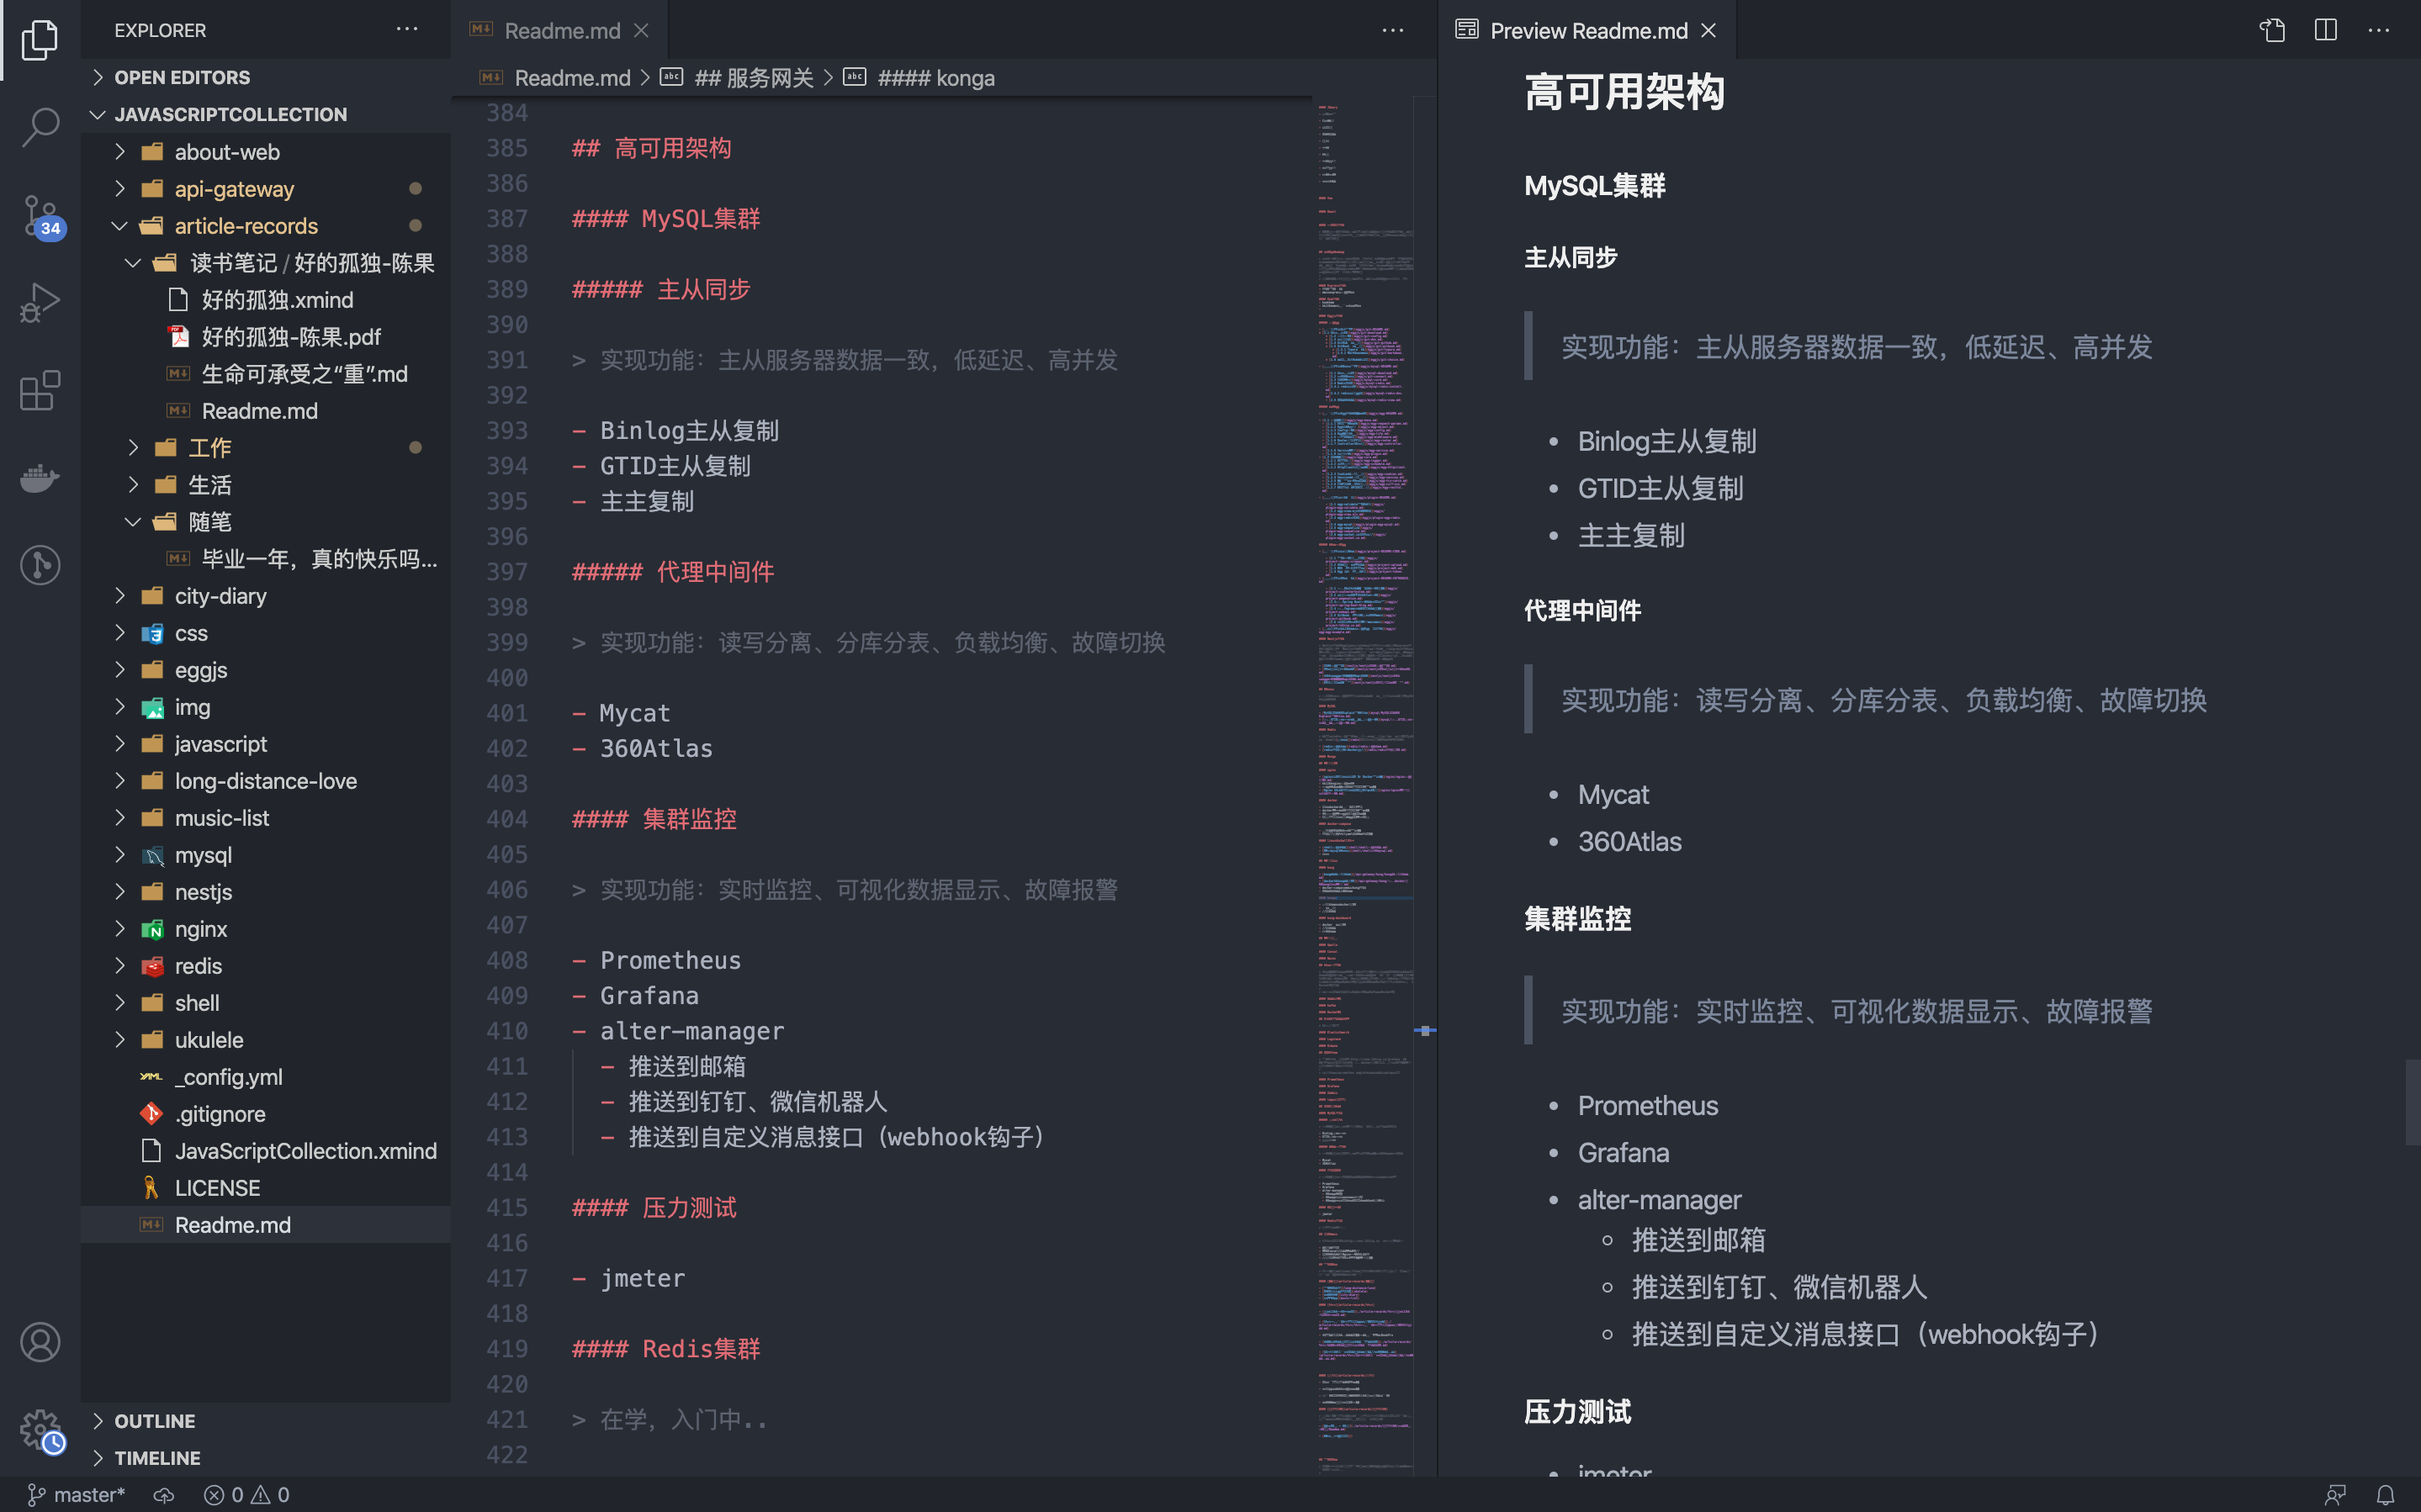 EXPLORER
OPEN EDITORS
JAVASCRIPTCOLLECTION
about-web
api-gateway
article-records
读书笔记 / 好的孤独-陈果
好的孤独.xmind
好的孤独-陈果.pdf
生命可承受之“重”.md
Readme.md
工作
生活
随笔
毕业一年，真的快乐吗...
city-diary
css
eggjs
img
javascript
long-distance-love
music-list
mysql
nestjs
nginx
redis
shell
ukulele
_config.yml
.gitignore
JavaScriptCollection.xmind
LICENSE
Readme.md
OUTLINE
TIMELINE
34
master*
0 0
Readme.md
Readme.md > ## 服务网关 > #### konga
384
385 ## 高可用架构
386
387 #### MySQL集群
388
389 ##### 主从同步
390
391 > 实现功能：主从服务器数据一致，低延迟、高并发
392
393 - Binlog主从复制
394 - GTID主从复制
395 - 主主复制
396
397 ##### 代理中间件
398
399 > 实现功能：读写分离、分库分表、负载均衡、故障切换
400
401 - Mycat
402 - 360Atlas
403
404 #### 集群监控
405
406 > 实现功能：实时监控、可视化数据显示、故障报警
407
408 - Prometheus
409 - Grafana
410 - alter-manager
411 - 推送到邮箱
412 - 推送到钉钉、微信机器人
413 - 推送到自定义消息接口（webhook钩子）
414
415 #### 压力测试
416
417 - jmeter
418
419 #### Redis集群
420
421 > 在学，入门中..
422
Preview Readme.md
高可用架构
MySQL集群
主从同步
实现功能：主从服务器数据一致，低延迟、高并发
• Binlog主从复制
• GTID主从复制
• 主主复制
代理中间件
实现功能：读写分离、分库分表、负载均衡、故障切换
• Mycat
• 360Atlas
集群监控
实现功能：实时监控、可视化数据显示、故障报警
• Prometheus
• Grafana
• alter-manager
◦ 推送到邮箱
◦ 推送到钉钉、微信机器人
◦ 推送到自定义消息接口（webhook钩子）
压力测试
• jmeter